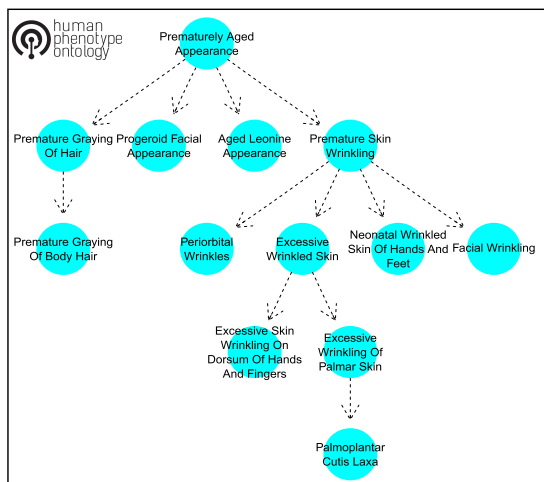 human
phenotype
ontology
Prematurely Aged
Appearance
Premature Graying
Of Hair
Progeroid Facial
Appearance
Aged Leonine
Appearance
Premature Skin
Wrinkling
Premature Graying
Of Body Hair
Periorbital
Wrinkles
Excessive
Wrinkled Skin
Neonatal Wrinkled
Skin Of Hands And
Feet
Facial Wrinkling
Excessive Skin
Wrinkling On
Dorsum Of Hands
And Fingers
Excessive
Wrinkling Of
Palmar Skin
Palmoplantar
Cutis Laxa